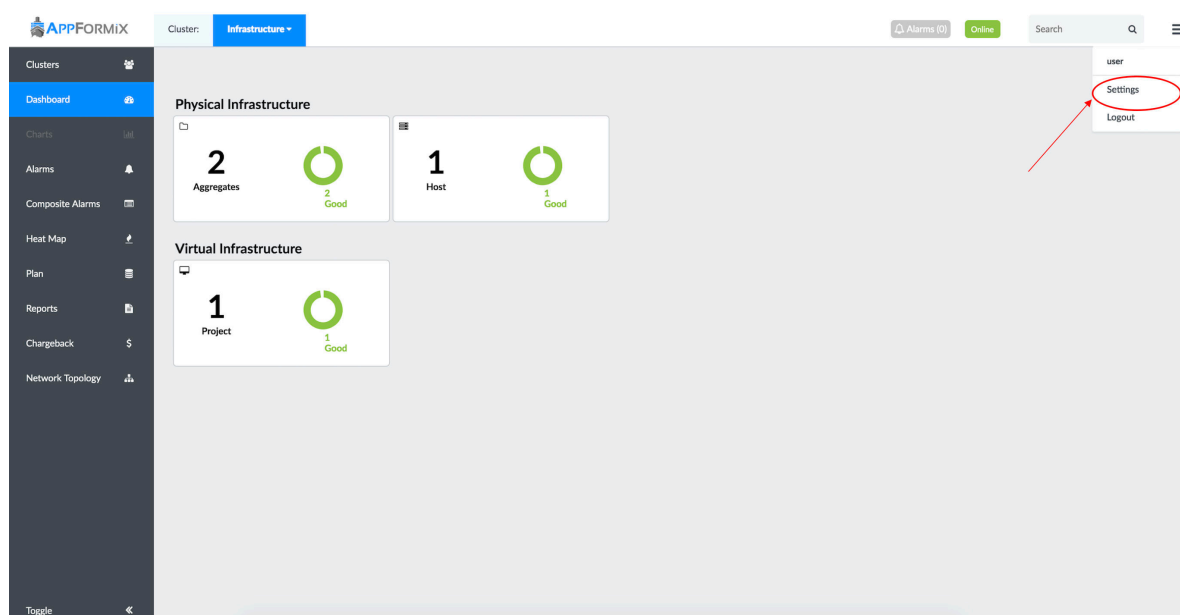 APPFORMIX
Cluster: Infrastructure
Alarms (0)
Online
Search
user
Settings
Logout
Clusters
Dashboard
Charts
Alarms
Composite Alarms
Heat Map
Plan
Reports
Chargeback
Network Topology
Toggle
Physical Infrastructure
2
Aggregates
2
Good
1
Host
1
Good
Virtual Infrastructure
1
Project
1
Good